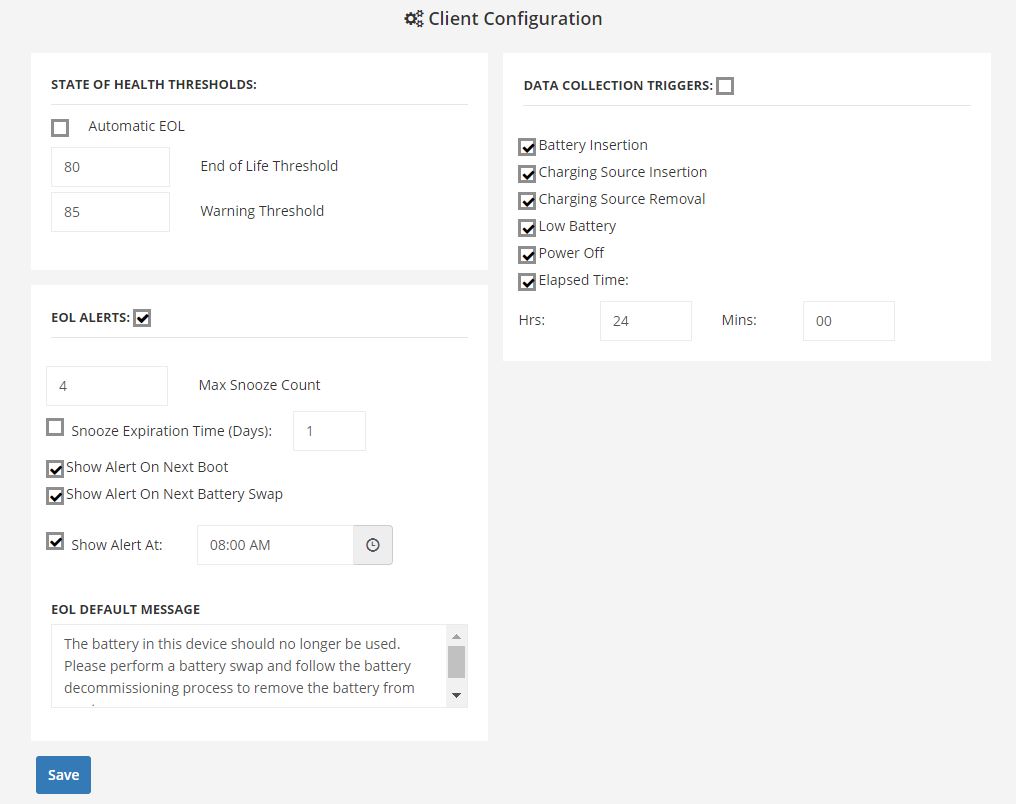 Client Configuration
STATE OF HEALTH THRESHOLDS:
Automatic EOL
80 End of Life Threshold
85 Warning Threshold
EOL ALERTS:
4 Max Snooze Count
Snooze Expiration Time (Days): 1
Show Alert On Next Boot
Show Alert On Next Battery Swap
Show Alert At: 08:00 AM
EOL DEFAULT MESSAGE
The battery in this device should no longer be used.
Please perform a battery swap and follow the battery
decommissioning process to remove the battery from
Save
DATA COLLECTION TRIGGERS:
Battery Insertion
Charging Source Insertion
Charging Source Removal
Low Battery
Power Off
Elapsed Time:
Hrs: 24 Mins: 00